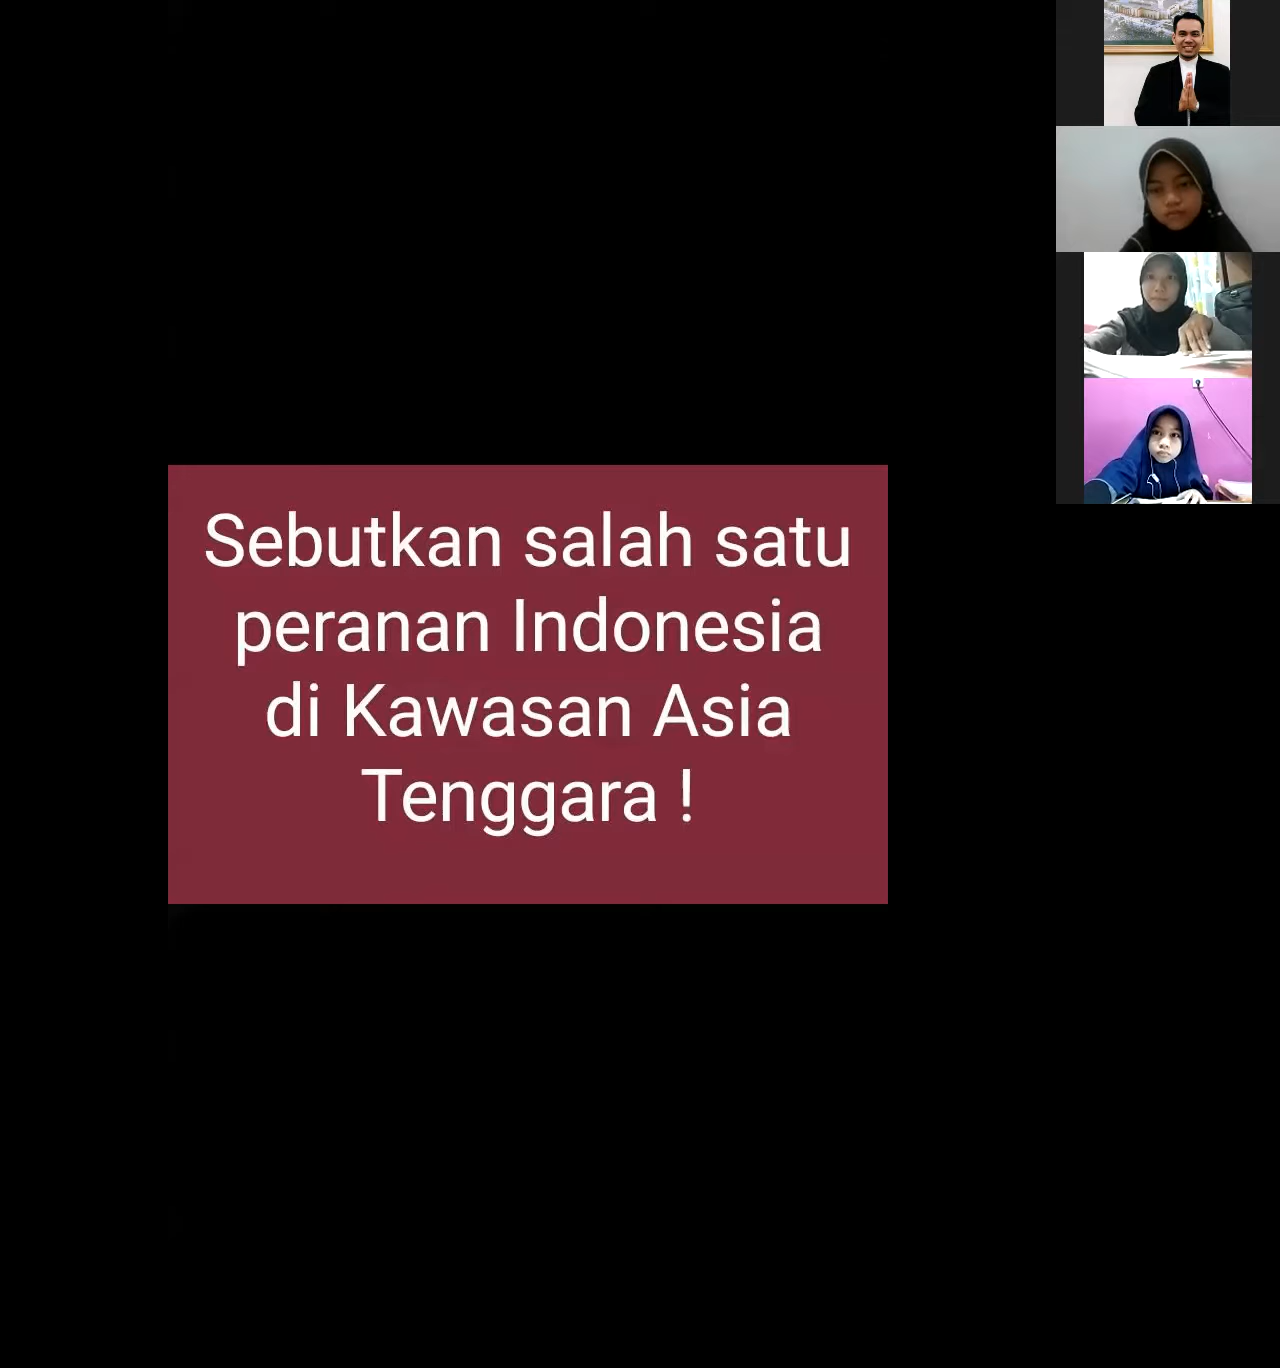 Sebutkan salah satu
peranan Indonesia
di Kawasan Asia
Tenggara !